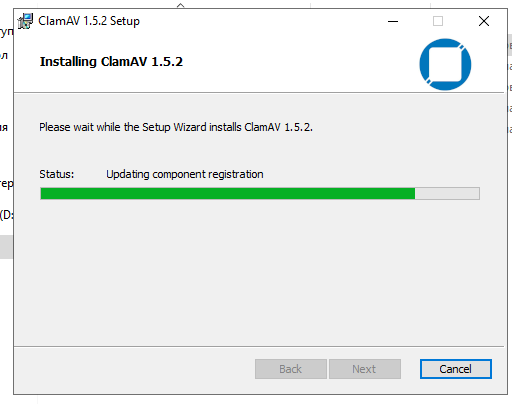 ClamAV 1.5.2 Setup
Installing ClamAV 1.5.2
Please wait while the Setup Wizard installs ClamAV 1.5.2.
Status: Updating component registration
(D:
Back Next Cancel